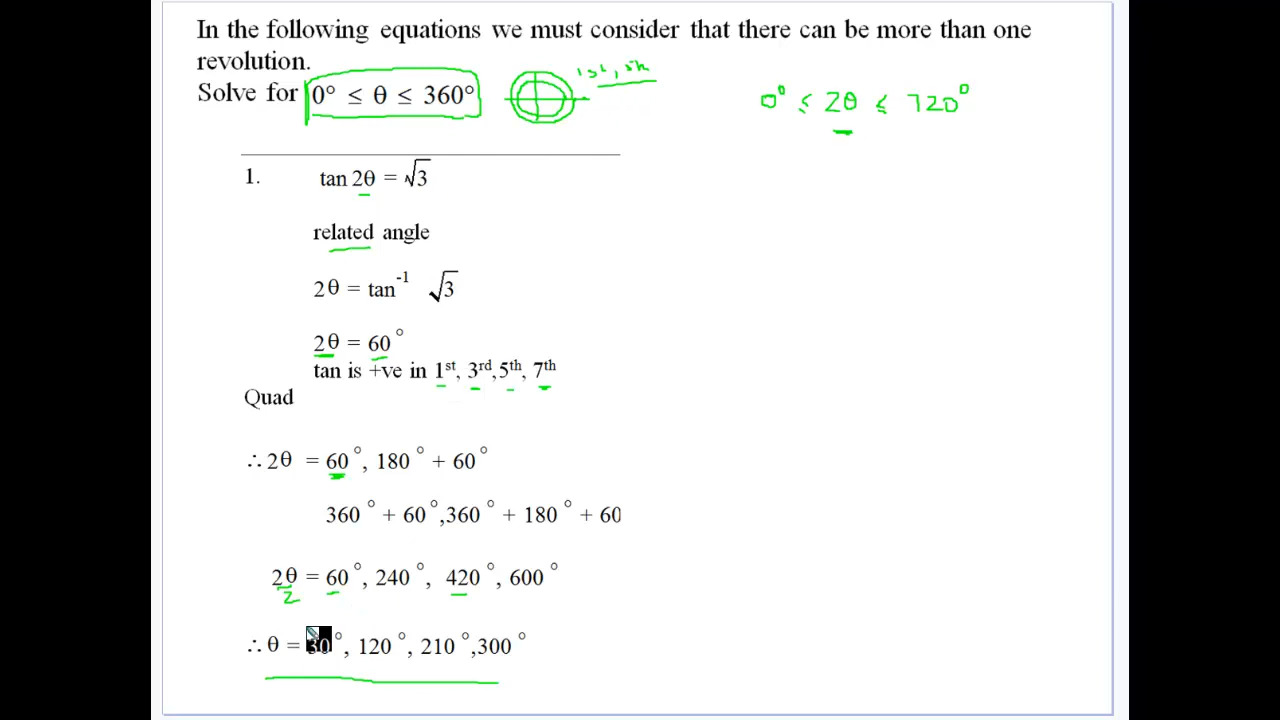 In the following equations we must consider that there can be more than one
revolution.
Solve for 0° ≤ θ ≤ 360° 1st, 5th 0° ≤ 2θ ≤ 720°
1. tan 2θ = √3
related angle
2θ = tan⁻¹ √3
2θ = 60°
tan is +ve in 1st, 3rd,5th, 7th
Quad
∴ 2θ = 60°, 180° + 60°
360° + 60°,360° + 180° + 60
2θ = 60°, 240°, 420°, 600°
2
∴ θ = 30°, 120°, 210°,300°